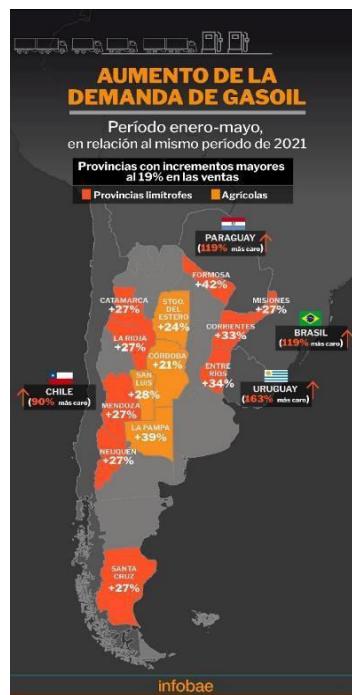 AUMENTO DE LA
DEMANDA DE GASOIL
Período enero-mayo,
en relación al mismo período de 2021
Provincias con incrementos mayores
al 19% en las ventas
Provincias limítrofes
Agrícolas
PARAGUAY
(119% más caro)
FORMOSA
+42%
CATAMARCA
+27%
STGO.
DEL
ESTERO
+24%
MISIONES
+27%
CORRIENTES
+33%
BRASIL
(119% más caro)
LA RIOJA
+27%
CÓRDOBA
+21%
ENTRE
RÍOS
+34%
URUGUAY
(163% más caro)
CHILE
(90% más caro)
SAN
LUIS
+28%
MENDOZA
+27%
LA PAMPA
+39%
NEUQUÉN
+27%
SANTA
CRUZ
+27%
infobae